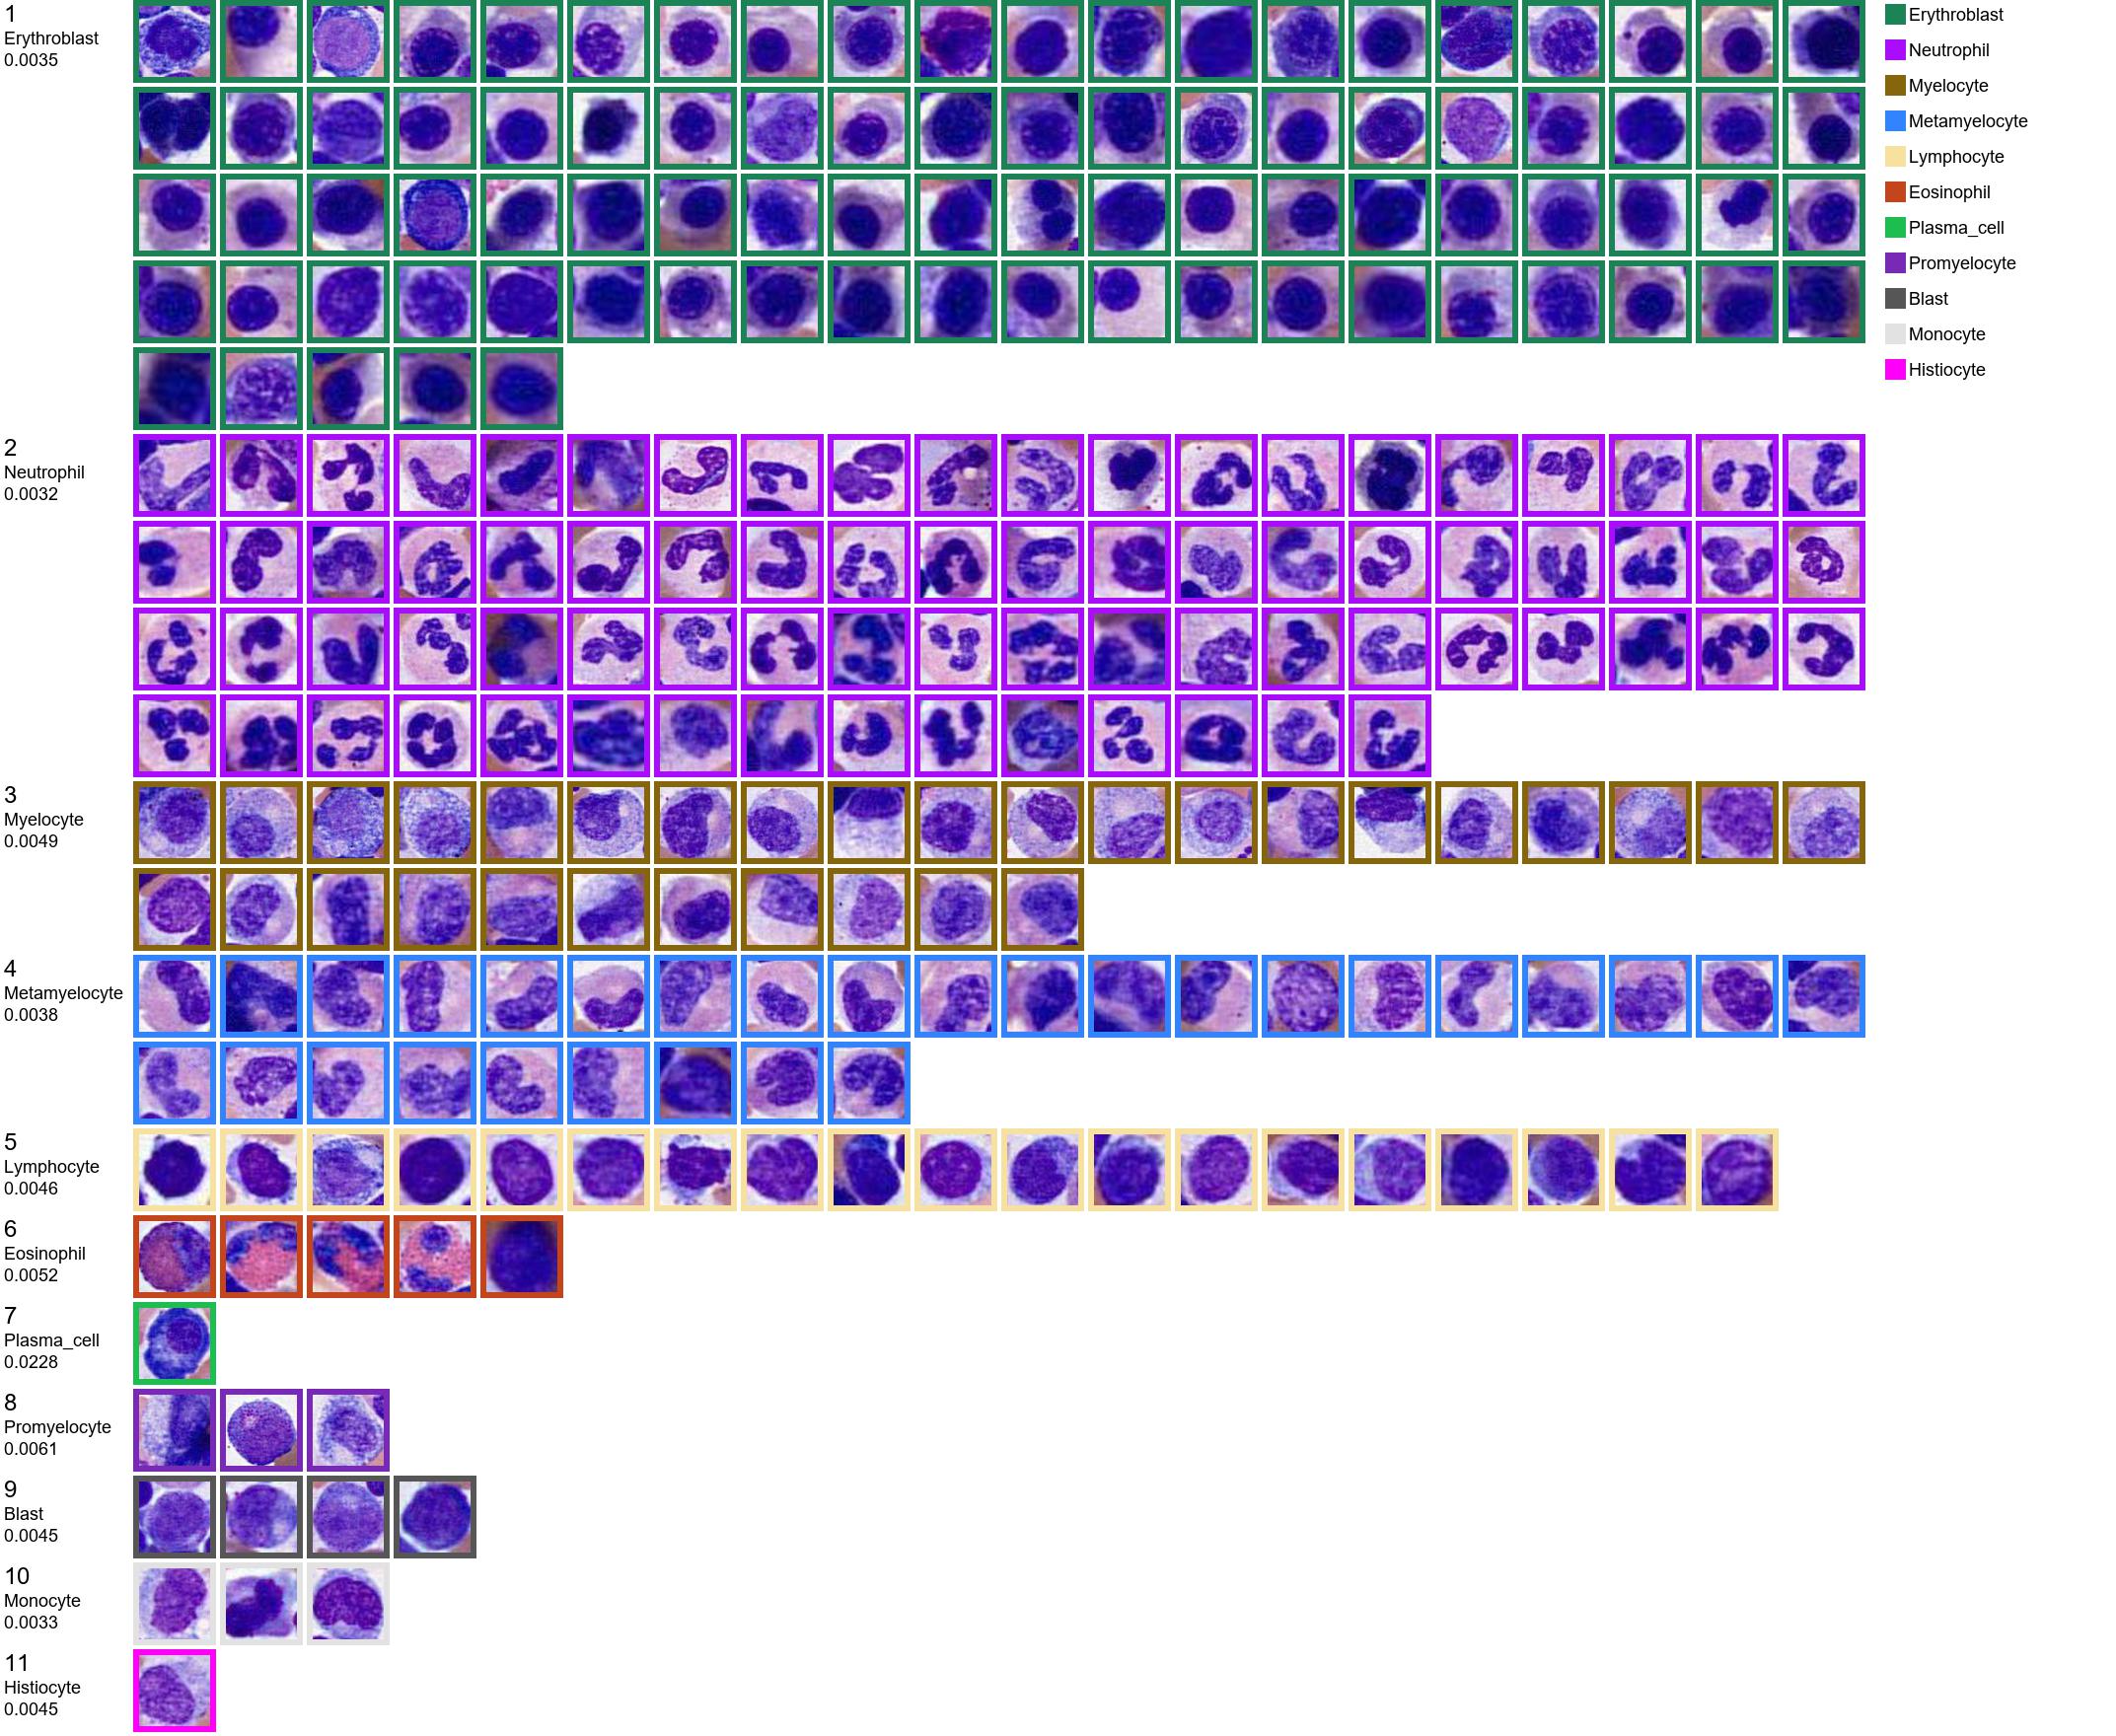 1
Erythroblast
0.0035
2
Neutrophil
0.0032
3
Myelocyte
0.0049
4
Metamyelocyte
0.0038
5
Lymphocyte
0.0046
6
Eosinophil
0.0052
7
Plasma_cell
0.0228
8
Promyelocyte
0.0061
9
Blast
0.0045
10
Monocyte
0.0033
11
Histiocyte
0.0045
Erythroblast
Neutrophil
Myelocyte
Metamyelocyte
Lymphocyte
Eosinophil
Plasma_cell
Promyelocyte
Blast
Monocyte
Histiocyte